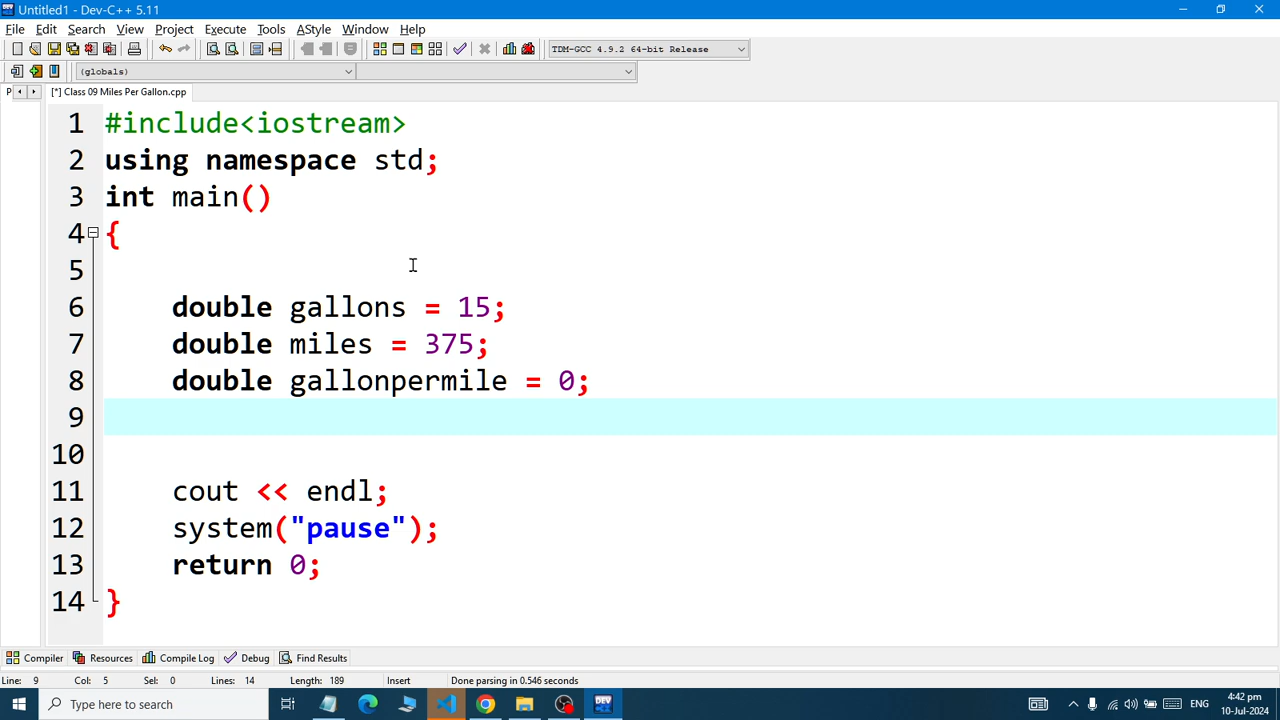 Untitled1 - Dev-C++ 5.11
File Edit Search View Project Execute Tools AStyle Window Help
TDM-GCC 4.9.2 64-bit Release
(globals)
P [*] Class 09 Miles Per Gallon.cpp
1 #include<iostream>
2 using namespace std;
3 int main()
4 {
5
6 double gallons = 15;
7 double miles = 375;
8 double gallonpermile = 0;
9
10
11 cout << endl;
12 system("pause");
13 return 0;
14 }
Compiler Resources Compile Log Debug Find Results
Line: 9 Col: 5 Sel: 0 Lines: 14 Length: 189 Insert Done parsing in 0.546 seconds
Type here to search
ENG
4:42 pm
10-Jul-2024